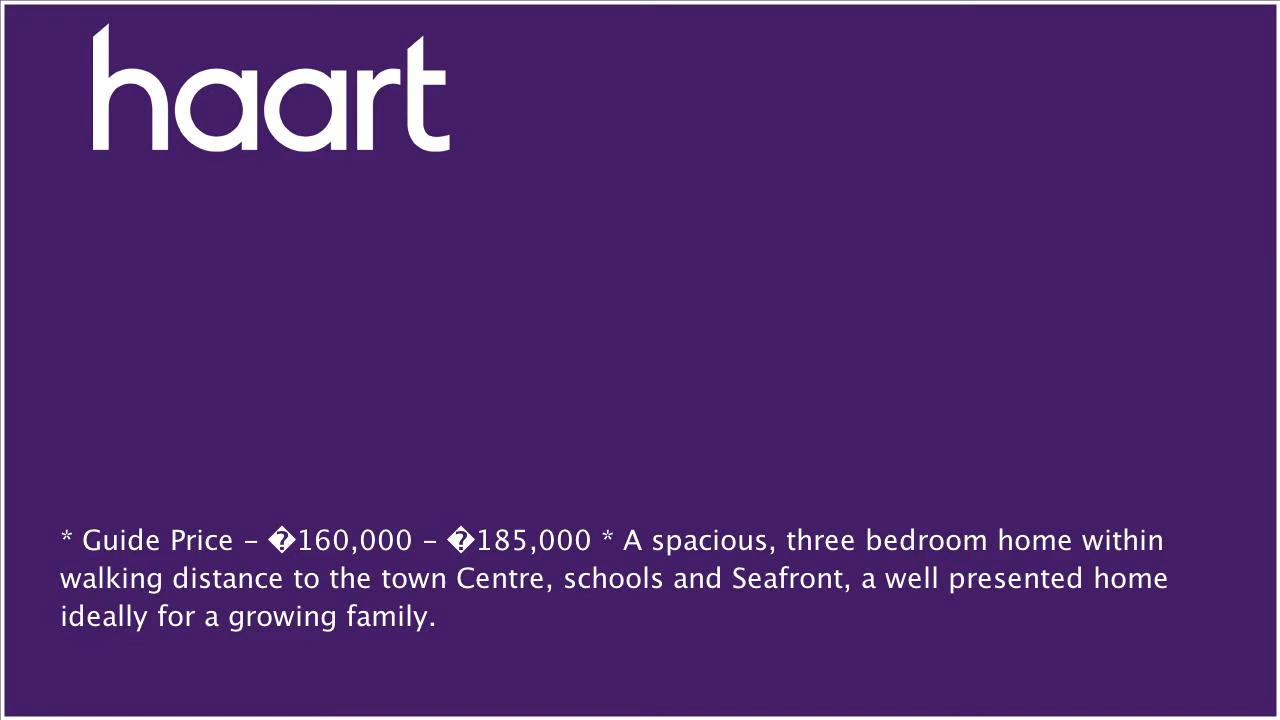 haart
* Guide Price – �160,000 – �185,000 * A spacious, three bedroom home within
walking distance to the town Centre, schools and Seafront, a well presented home
ideally for a growing family.